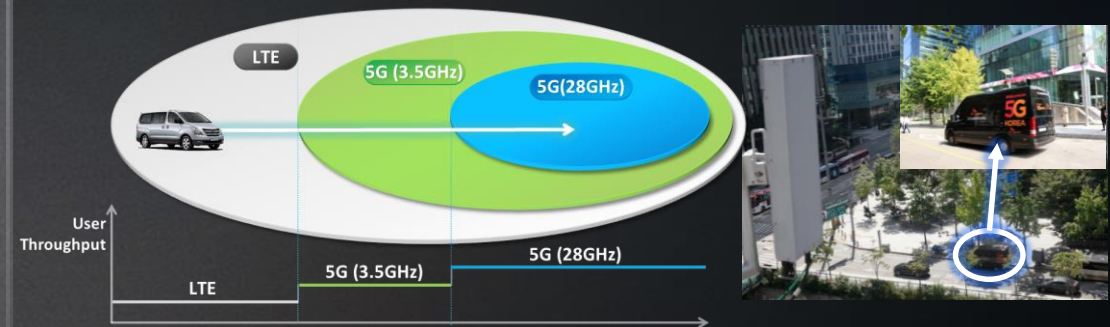 LTE
5G (3.5GHz)
5G(28GHz)
5G
KOREA
User
Throughput
LTE
5G (3.5GHz)
5G (28GHz)